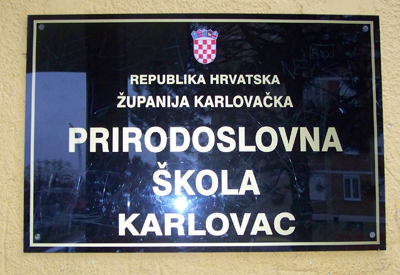 REPUBLIKA HRVATSKA
ŽUPANIJA KARLOVAČKA
PRIRODOSLOVNA
ŠKOLA
KARLOVAC